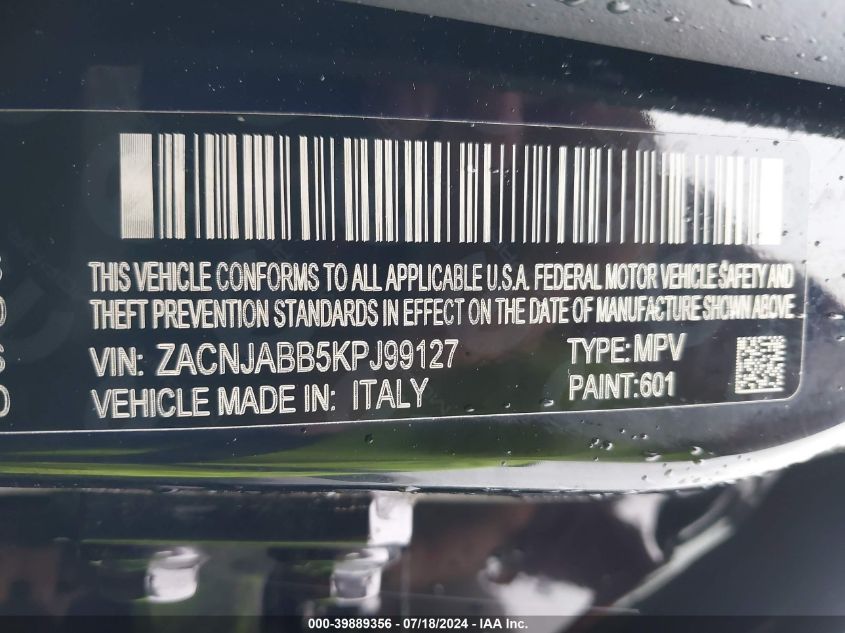 THIS VEHICLE CONFORMS TO ALL APPLICABLE U.S.A. FEDERAL MOTOR VEHICLE SAFETY AND
THEFT PREVENTION STANDARDS IN EFFECT ON THE DATE OF MANUFACTURE SHOWN ABOVE
VIN: ZACNJABB5KPJ99127 TYPE: MPV
VEHICLE MADE IN: ITALY PAINT:601
000-39889356 - 07/18/2024 - IAA Inc.